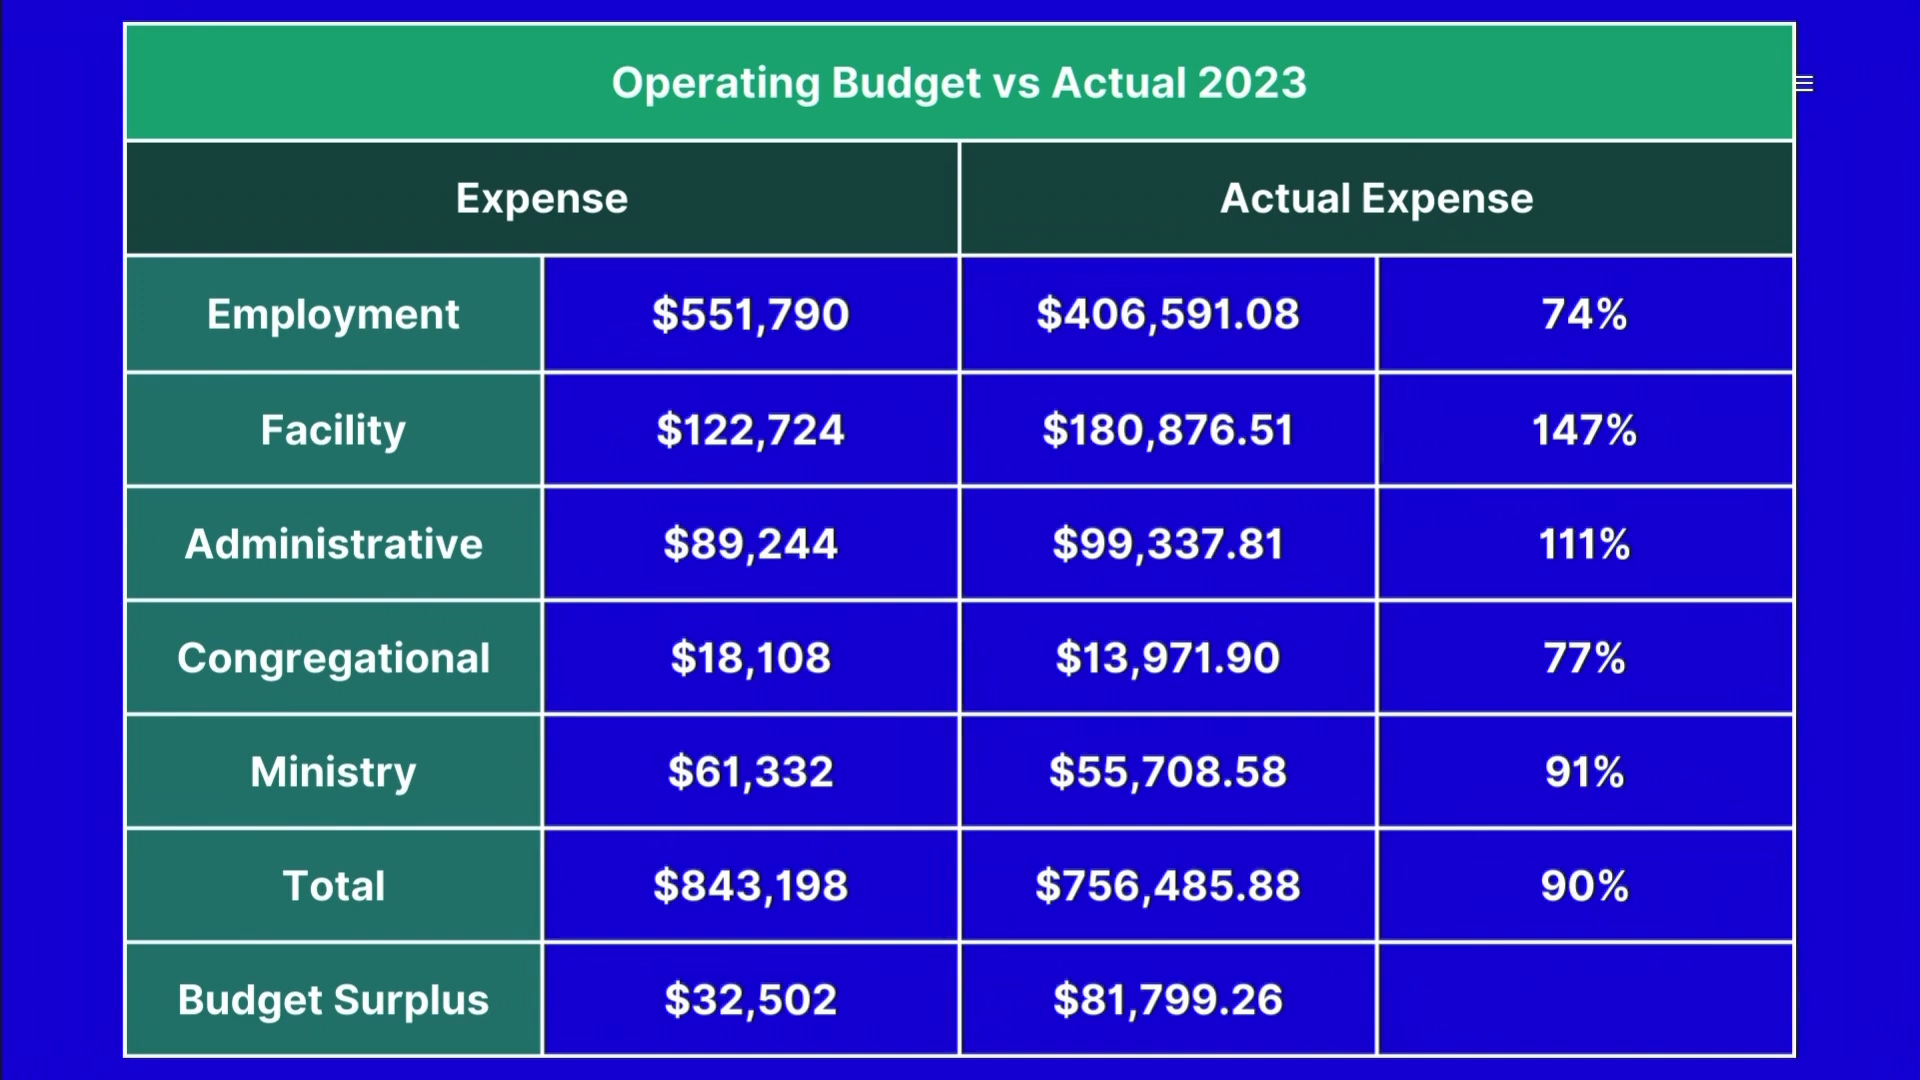 Operating Budget vs Actual 2023
Expense Actual Expense
Employment $551,790 $406,591.08 74%
Facility $122,724 $180,876.51 147%
Administrative $89,244 $99,337.81 111%
Congregational $18,108 $13,971.90 77%
Ministry $61,332 $55,708.58 91%
Total $843,198 $756,485.88 90%
Budget Surplus $32,502 $81,799.26